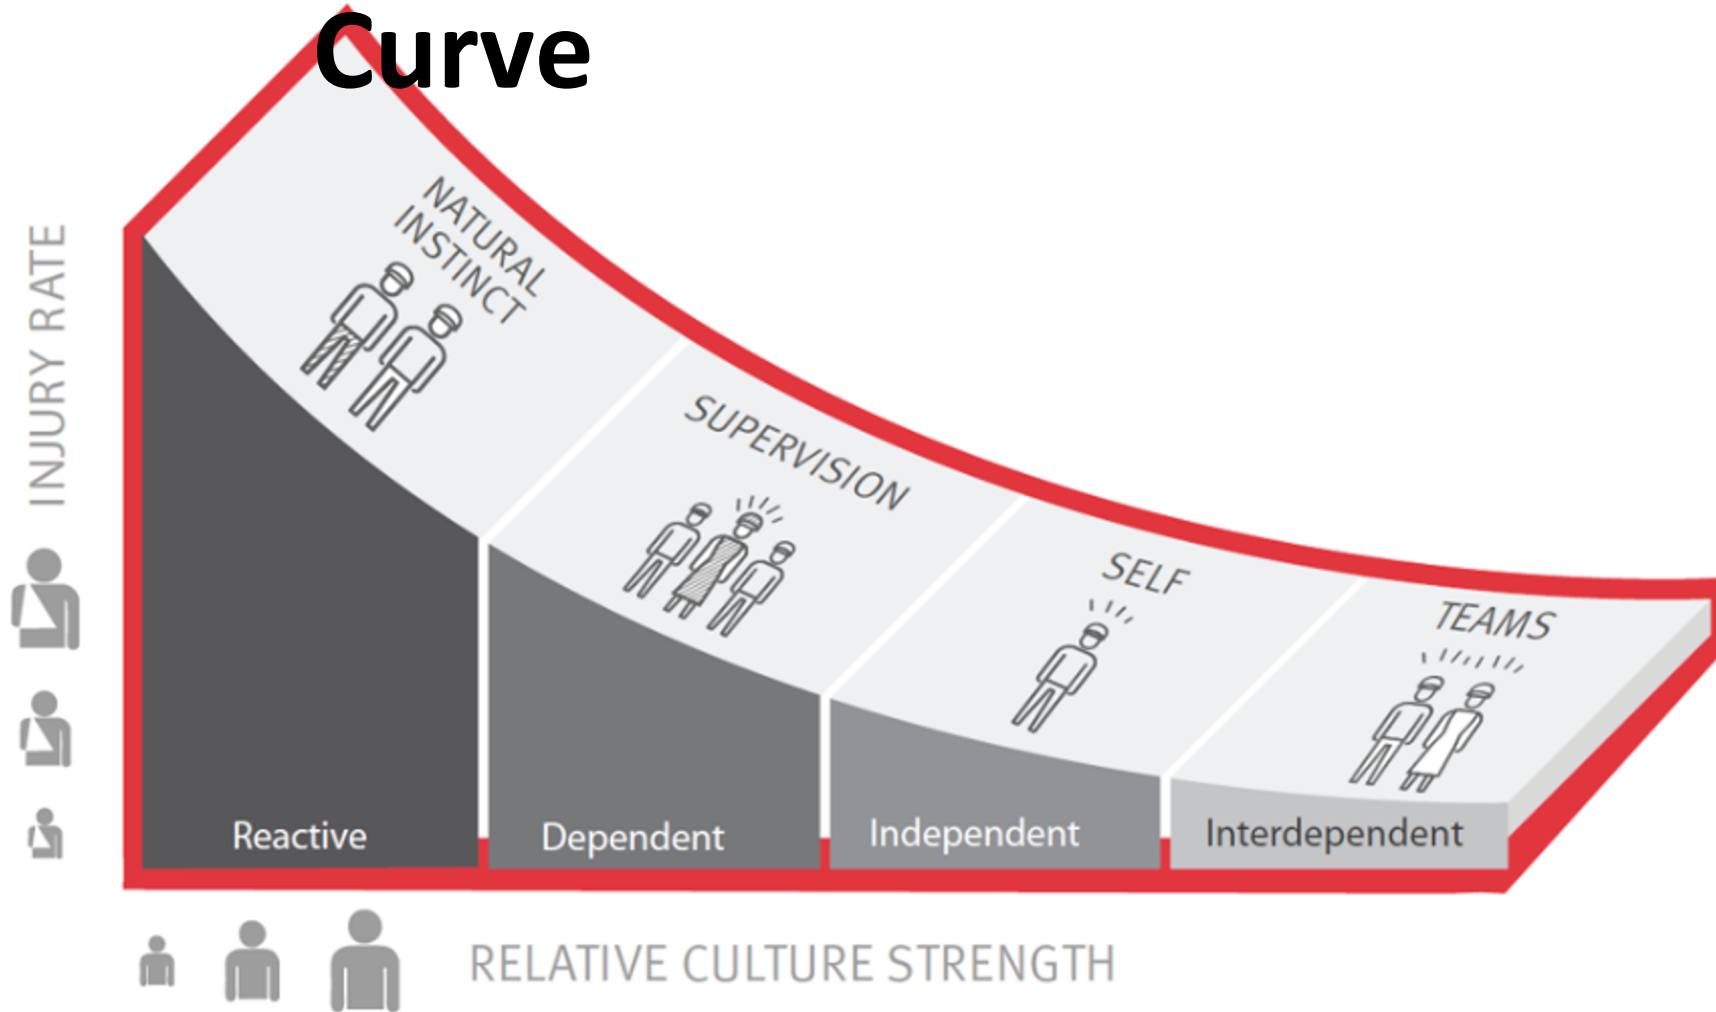 Curve
INJURY RATE
NATURAL
INSTINCT
SUPERVISION
SELF
TEAMS
Reactive
Dependent
Independent
Interdependent
RELATIVE CULTURE STRENGTH